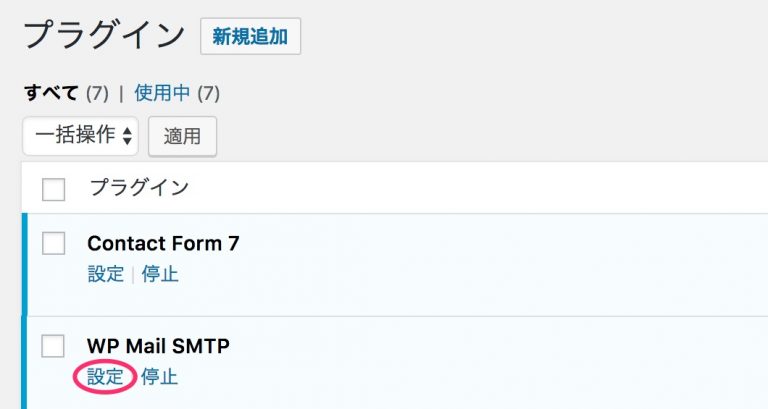 プラグイン 新規追加
すべて (7) | 使用中 (7)
一括操作 適用
プラグイン
Contact Form 7
設定 | 停止
WP Mail SMTP
設定 停止